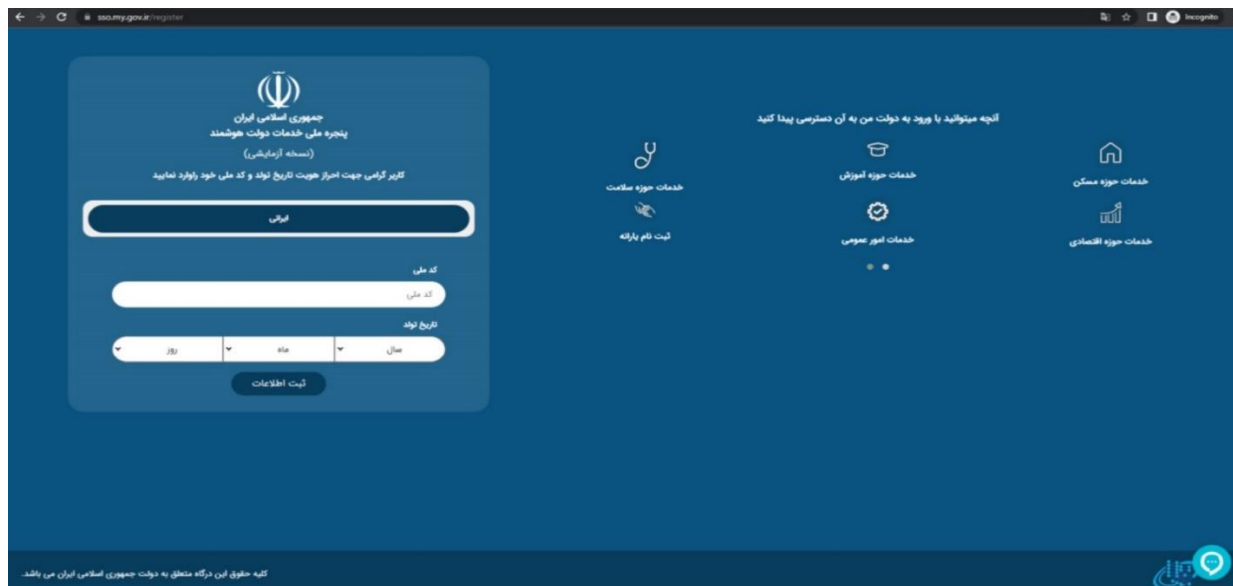 sso.my.gov.ir/register
Incognito
جمهوری اسلامی ایران
پنجره ملی خدمات دولت هوشمند
(نسخه آزمایشی)
کاربر گرامی جهت احراز هویت تاریخ تولد و کد ملی خود راوارد نمایید
ایرانی
کد ملی
کد ملی
تاریخ تولد
سال
ماه
روز
ثبت اطلاعات
آنچه میتوانید با ورود به دولت من به آن دسترسی پیدا کنید
خدمات حوزه مسکن
خدمات حوزه آموزش
خدمات حوزه سلامت
خدمات حوزه اقتصادی
خدمات امور عمومی
ثبت نام یارانه
کلیه حقوق این درگاه متعلق به دولت جمهوری اسلامی ایران می باشد.